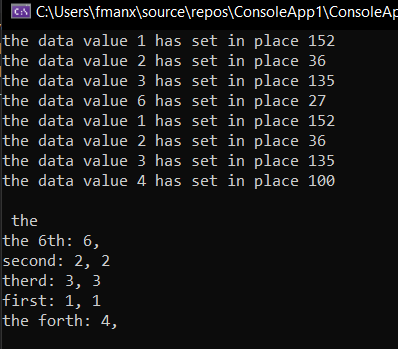 C:\Users\fmanx\source\repos\ConsoleApp1\ConsoleAp
the data value 1 has set in place 152
the data value 2 has set in place 36
the data value 3 has set in place 135
the data value 6 has set in place 27
the data value 1 has set in place 152
the data value 2 has set in place 36
the data value 3 has set in place 135
the data value 4 has set in place 100
the
the 6th: 6,
second: 2, 2
therd: 3, 3
first: 1, 1
the forth: 4,